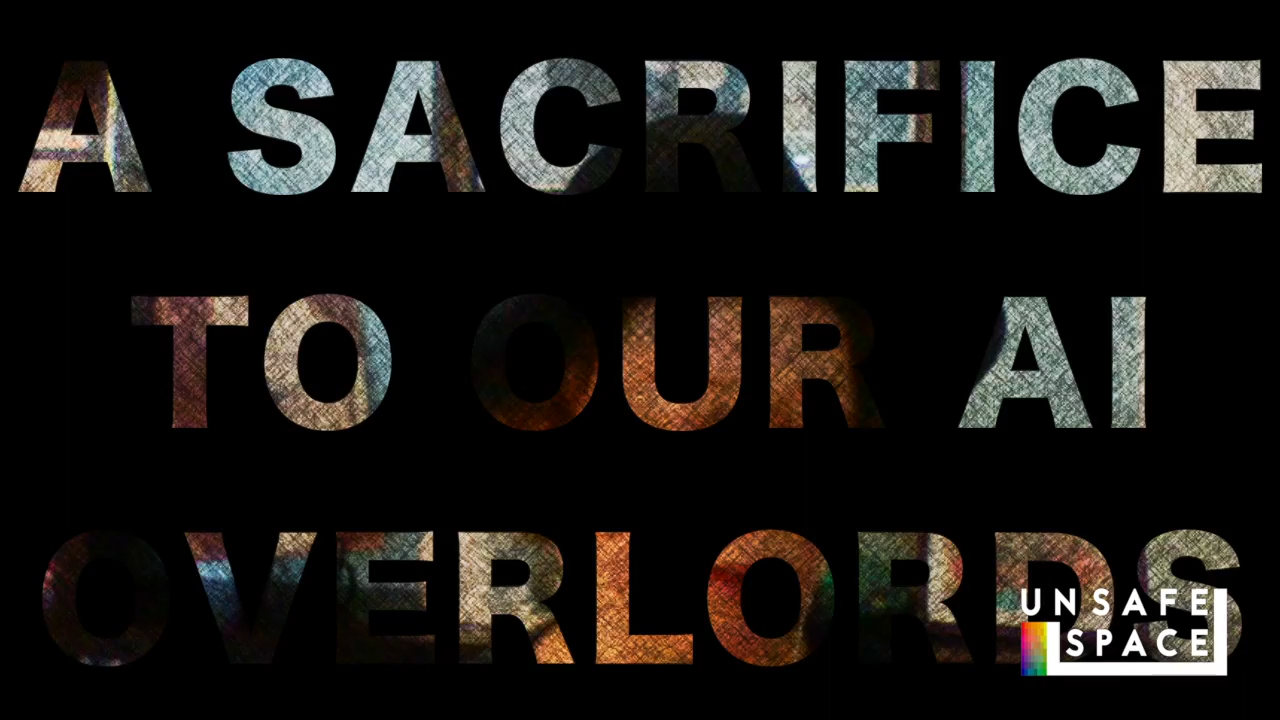 A SACRIFICE
TO OUR AI
OVERLORDS
UNSAFE
SPACE